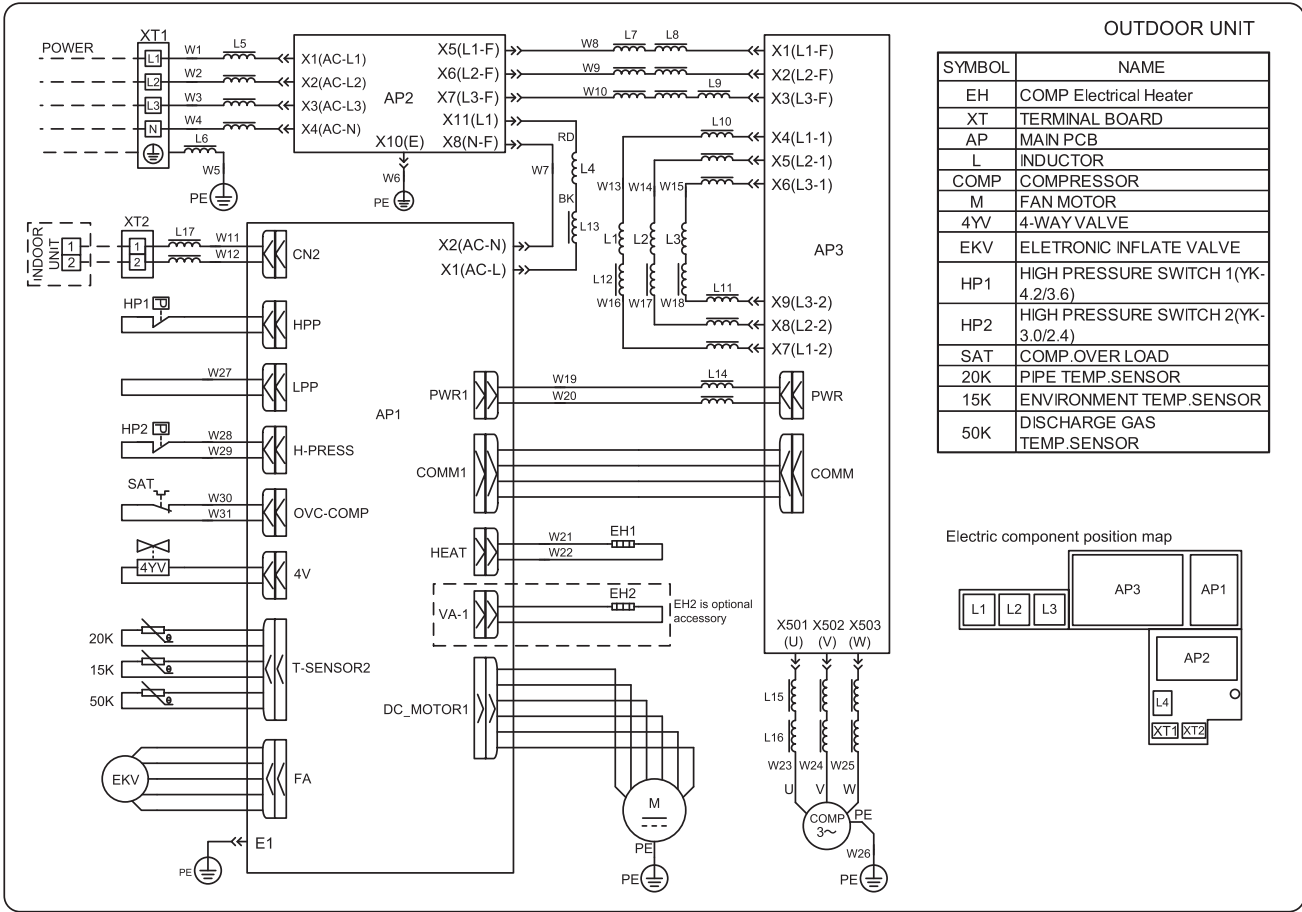 OUTDOOR UNIT
POWER
XT1
L1
L2
L3
N
W1
W2
W3
W4
L5
L6
W5
PE
X1(AC-L1)
X2(AC-L2)
X3(AC-L3)
X4(AC-N)
AP2
X5(L1-F)
X6(L2-F)
X7(L3-F)
X11(L1)
X10(E)
X8(N-F)
W6
PE
W7
RD
L4
BK
L13
W8
W9
W10
L7
L8
L9
L10
W13
W14
W15
L1
L2
L3
L12
W16
W17
W18
L11
X1(L1-F)
X2(L2-F)
X3(L3-F)
X4(L1-1)
X5(L2-1)
X6(L3-1)
AP3
X9(L3-2)
X8(L2-2)
X7(L1-2)
INDOOR
UNIT
1
2
XT2
1
2
L17
W11
W12
CN2
X2(AC-N)
X1(AC-L)
HP1
P
HPP
W27
LPP
AP1
HP2
P
W28
W29
H-PRESS
SAT
W30
W31
OVC-COMP
4YV
4V
20K
15K
50K
θ
θ
θ
T-SENSOR2
EKV
FA
E1
PE
PWR1
W19
W20
L14
PWR
COMM1
COMM
HEAT
W21
W22
EH1
VA-1
EH2
EH2 is optional
accessory
DC_MOTOR1
M
PE
PE
X501 X502 X503
(U) (V) (W)
L15
L16
W23 W24 W25
U V W
COMP
3~
PE
W26
PE
SYMBOL NAME
EH COMP Electrical Heater
XT TERMINAL BOARD
AP MAIN PCB
L INDUCTOR
COMP COMPRESSOR
M FAN MOTOR
4YV 4-WAY VALVE
EKV ELETRONIC INFLATE VALVE
HP1 HIGH PRESSURE SWITCH 1(YK-
4.2/3.6)
HP2 HIGH PRESSURE SWITCH 2(YK-
3.0/2.4)
SAT COMP.OVER LOAD
20K PIPE TEMP.SENSOR
15K ENVIRONMENT TEMP.SENSOR
50K DISCHARGE GAS
TEMP.SENSOR
Electric component position map
L1 L2 L3
AP3
AP1
AP2
L4
XT1 XT2